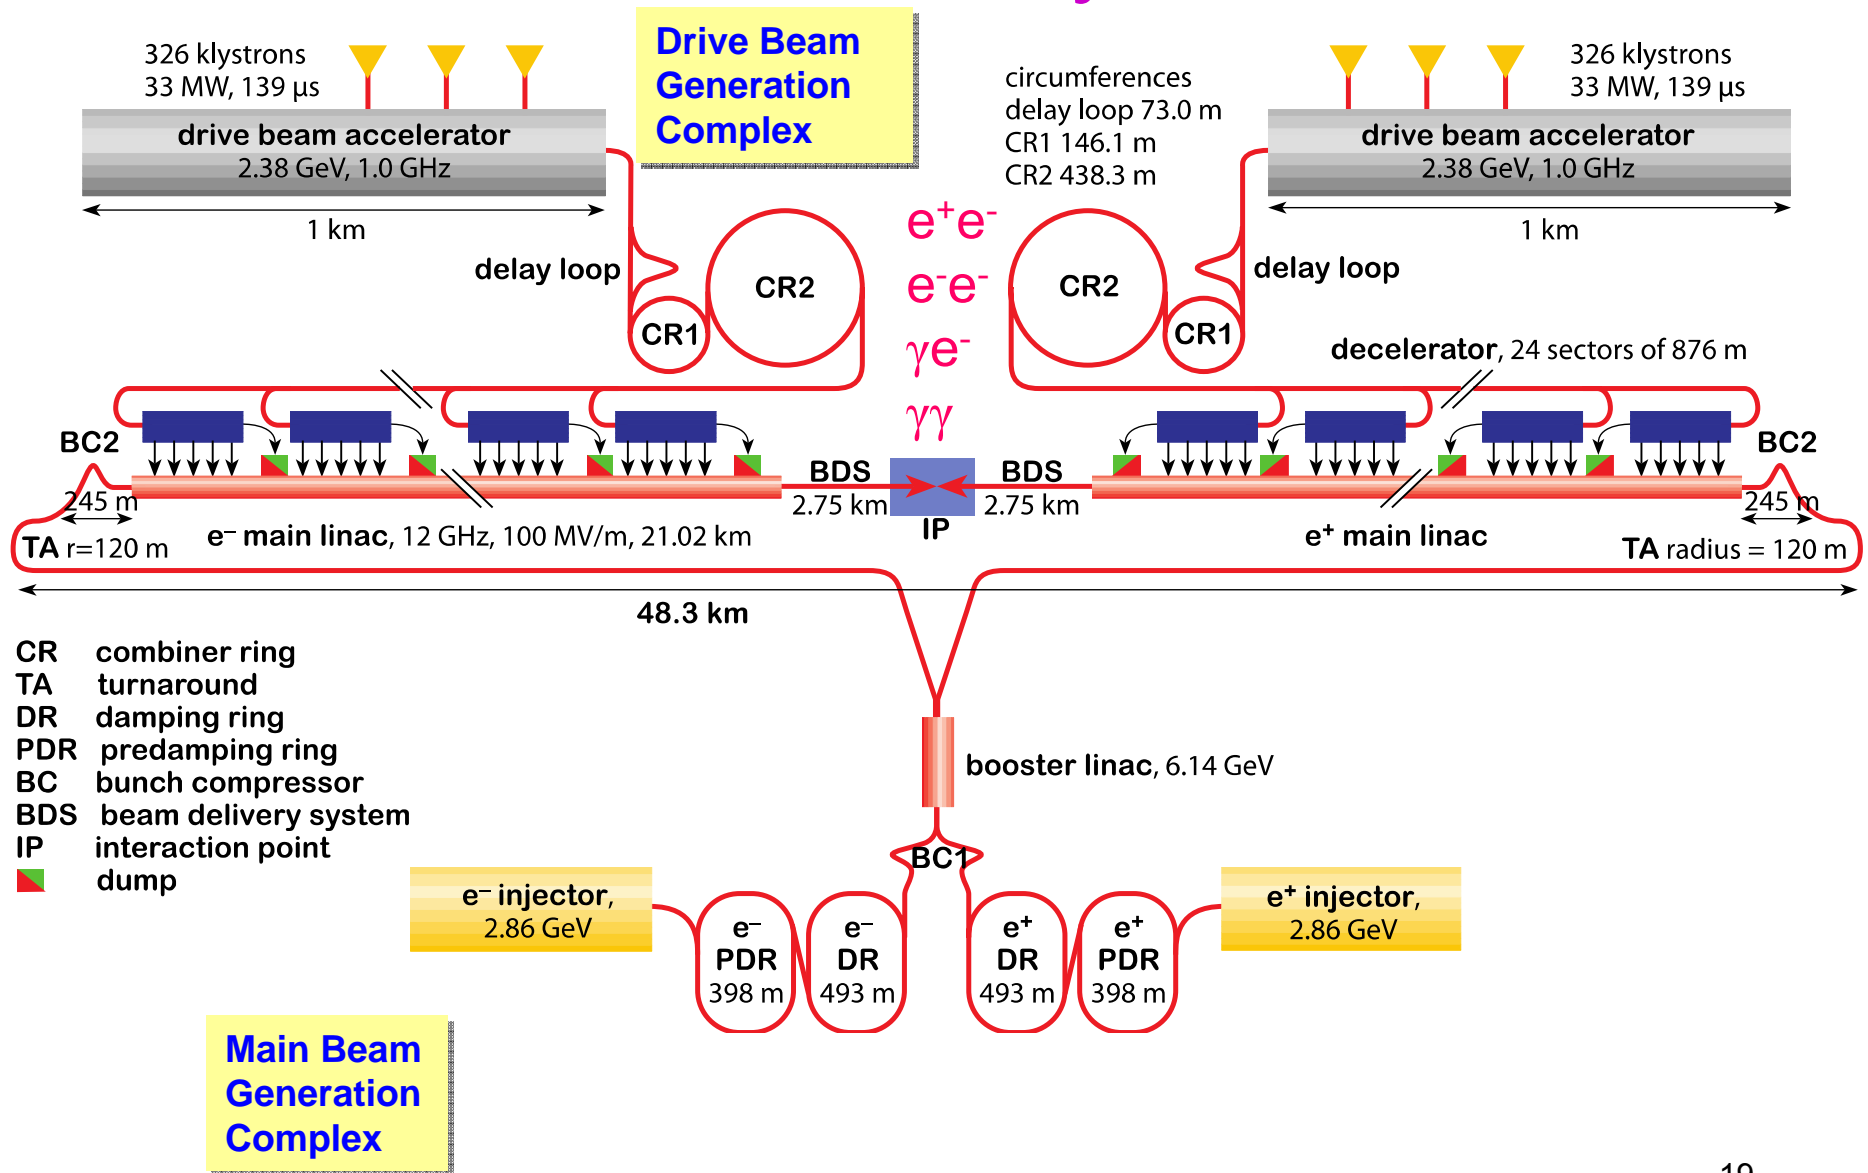 326 klystrons
33 MW, 139 µs
drive beam accelerator
2.38 GeV, 1.0 GHz
1 km
Drive Beam
Generation
Complex
circumferences
delay loop 73.0 m
CR1 146.1 m
CR2 438.3 m
326 klystrons
33 MW, 139 µs
drive beam accelerator
2.38 GeV, 1.0 GHz
1 km
delay loop
CR1
CR2
e⁺e⁻
e⁻e⁻
γe⁻
γγ
CR2
CR1
delay loop
decelerator, 24 sectors of 876 m
BC2
245 m
TA r=120 m
e⁻ main linac, 12 GHz, 100 MV/m, 21.02 km
BDS
2.75 km
IP
BDS
2.75 km
e⁺ main linac
BC2
245 m
TA radius = 120 m
48.3 km
CR combiner ring
TA turnaround
DR damping ring
PDR predamping ring
BC bunch compressor
BDS beam delivery system
IP interaction point
dump
booster linac, 6.14 GeV
BC1
e⁻ injector,
2.86 GeV
e⁻
PDR
398 m
e⁻
DR
493 m
e⁺
DR
493 m
e⁺
PDR
398 m
e⁺ injector,
2.86 GeV
Main Beam
Generation
Complex